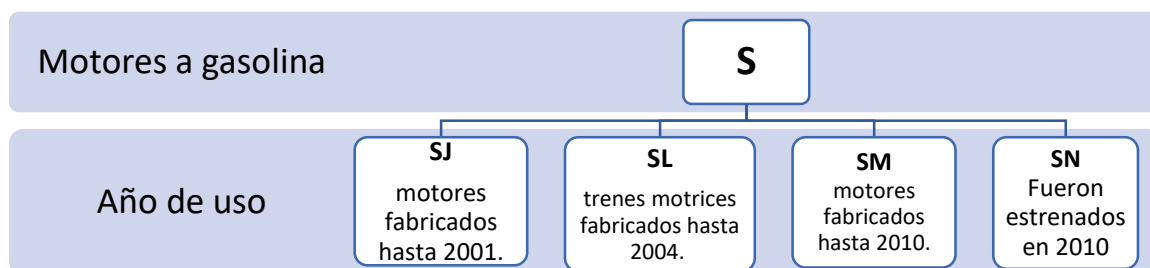 Motores a gasolina
S
Año de uso
SJ
motores
fabricados
hasta 2001.
SL
trenes motrices
fabricados hasta
2004.
SM
motores
fabricados
hasta 2010.
SN
Fueron
estrenados
en 2010